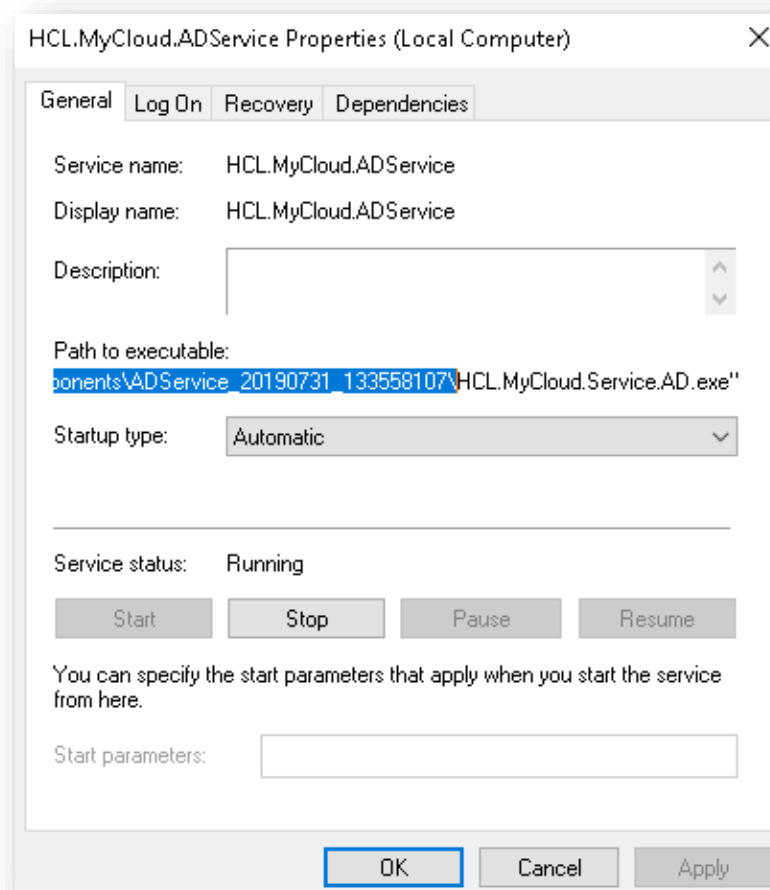 HCL.MyCloud.ADService Properties (Local Computer)
General Log On Recovery Dependencies
Service name: HCL.MyCloud.ADService
Display name: HCL.MyCloud.ADService
Description:
Path to executable:
ponents\ADService_20190731_133558107\HCL.MyCloud.Service.AD.exe"
Startup type: Automatic
Service status: Running
Start Stop Pause Resume
You can specify the start parameters that apply when you start the service
from here.
Start parameters:
OK Cancel Apply